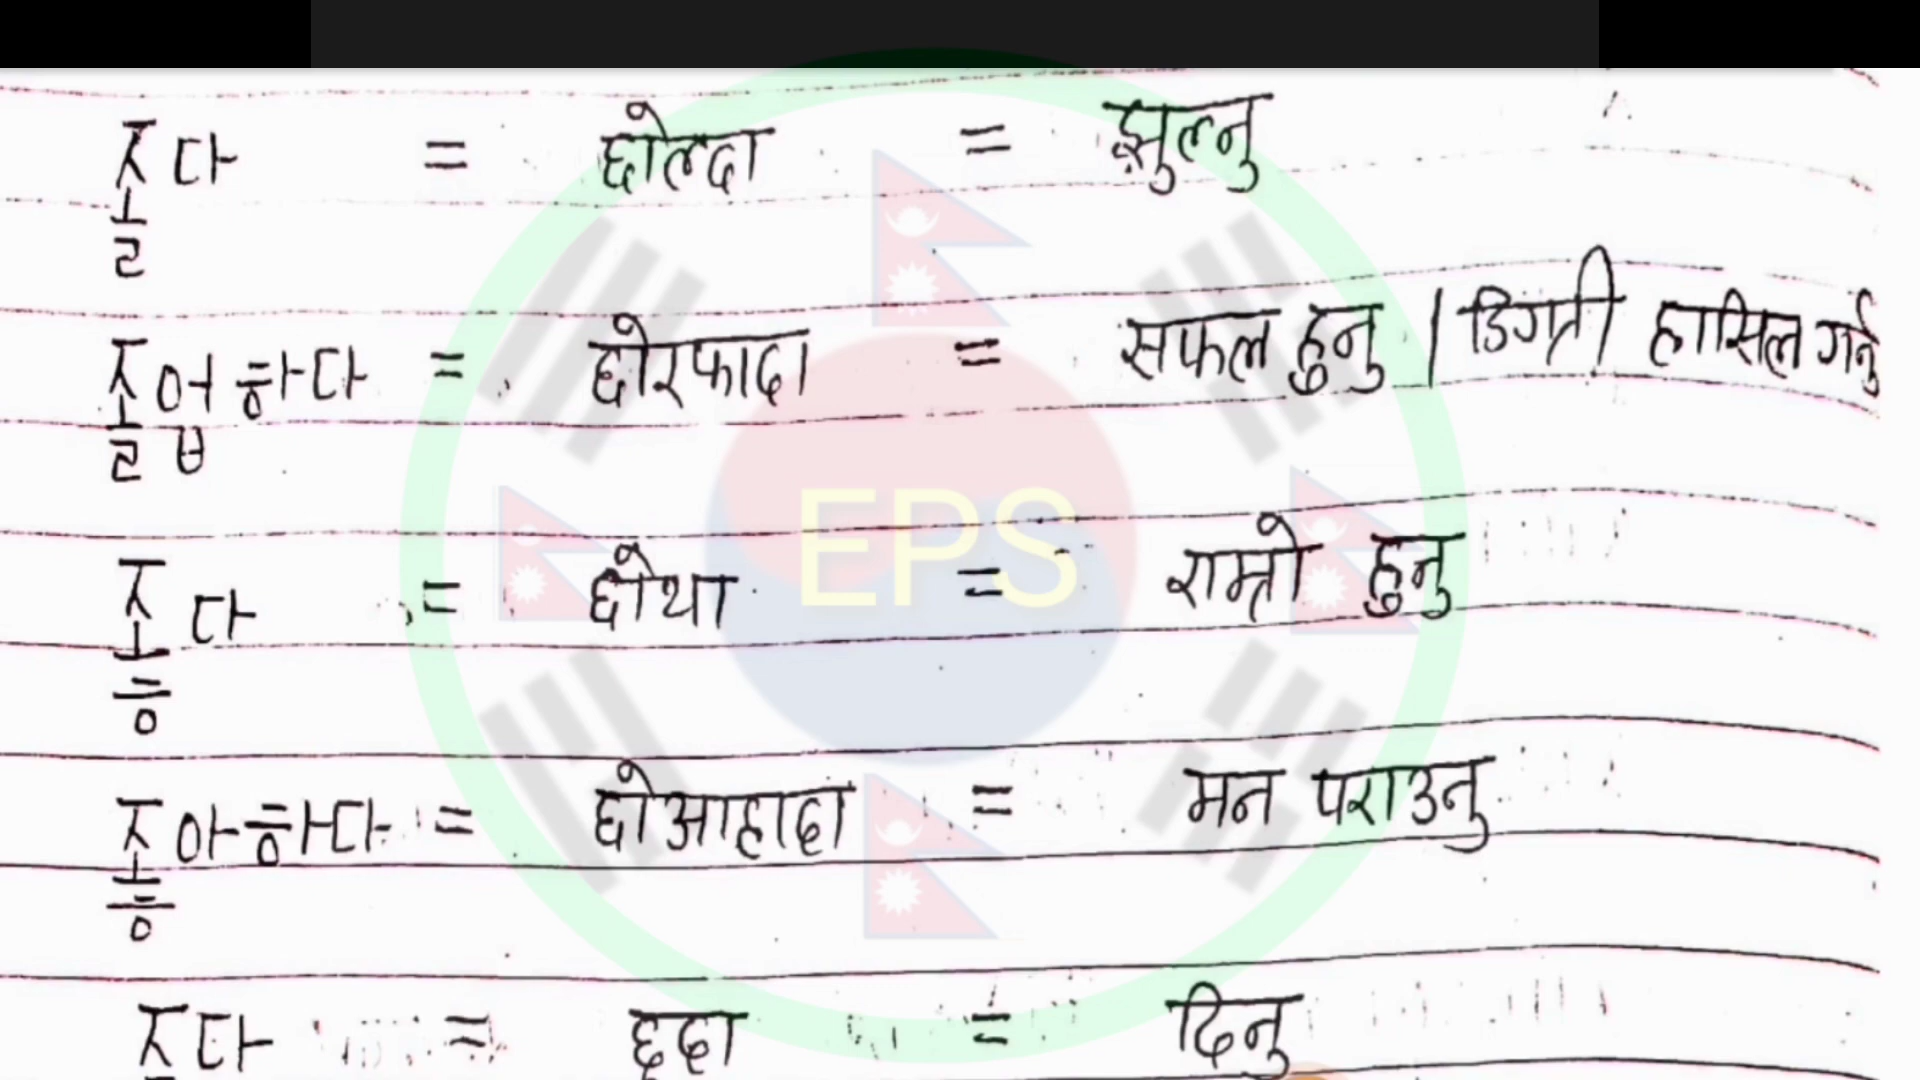 졸다 = छोल्दा = झुल्नु
졸업하다 = छोरफादा = सफल हुनु । डिग्री हासिल गर्नु
EPS
좋다 = छोथा = राम्रो हुनु
좋아하다 = छोआहादा = मन पराउनु
주다 = छुदा = दिनु